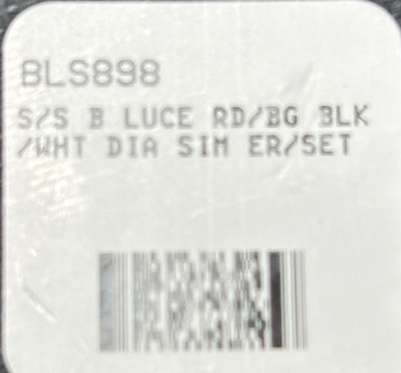 BLS898
S/S B LUCE RD/BG BLK
/WHT DIA SIM ER/SET